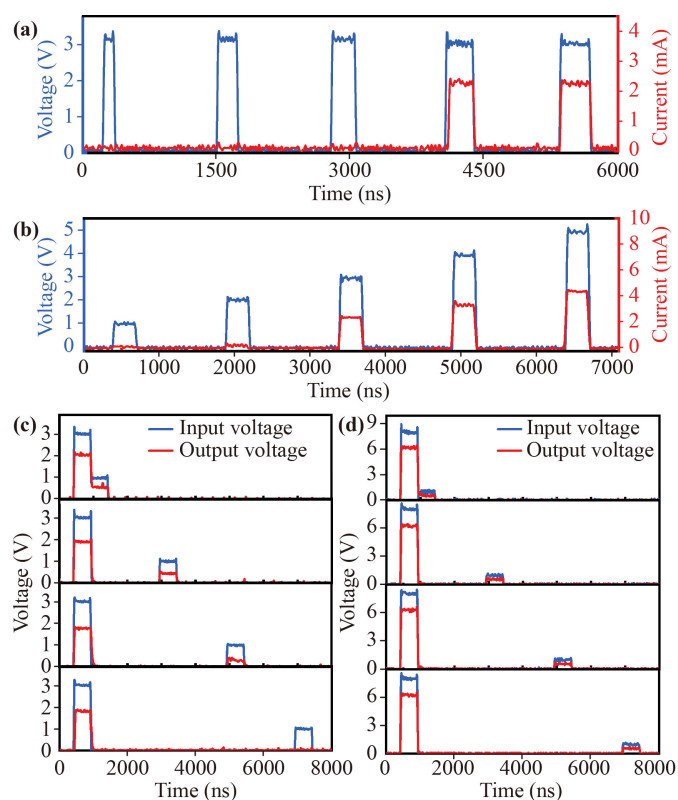 (a)
Voltage (V)
3
2
1
0
4
3
2
1
0
Current (mA)
0 1500 3000 4500 6000
Time (ns)
(b)
Voltage (V)
5
4
3
2
1
0
10
8
6
4
2
0
Current (mA)
0 1000 2000 3000 4000 5000 6000 7000
Time (ns)
(c)
Input voltage
Output voltage
Voltage (V)
3
2
1
0
3
2
1
0
3
2
1
0
3
2
1
0
0 2000 4000 6000 8000
Time (ns)
(d)
Input voltage
Output voltage
Voltage (V)
9
6
3
0
6
3
0
6
3
0
6
3
0
0 2000 4000 6000 8000
Time (ns)